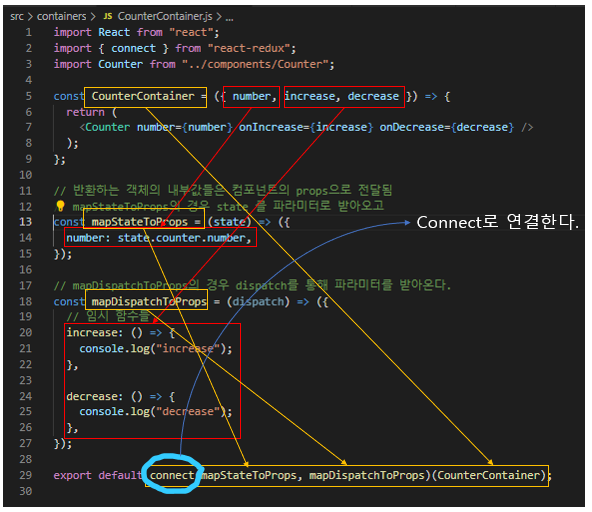 src > containers > JS CounterContainer.js > ...
1 import React from "react";
2 import { connect } from "react-redux";
3 import Counter from "../components/Counter";
4
5 const CounterContainer = ({ number, increase, decrease }) => {
6 return (
7 <Counter number={number} onIncrease={increase} onDecrease={decrease} />
8 );
9 };
10
11 // 반환하는 객체의 내부값들은 컴포넌트의 props으로 전달됨
12 mapStateToProps의 경우 state 를 파라미터로 받아오고
13 const mapStateToProps = (state) => ({
Connect로 연결한다.
14 number: state.counter.number,
15 });
16
17 // mapDispatchToProps의 경우 dispatch를 통해 파라미터를 받아온다.
18 const mapDispatchToProps = (dispatch) => ({
19 // 임시 함수들
20 increase: () => {
21 console.log("increase");
22 },
23
24 decrease: () => {
25 console.log("decrease");
26 },
27 });
28
29 export default connect(mapStateToProps, mapDispatchToProps)(CounterContainer);
30